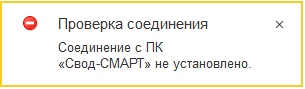 Проверка соединения
Соединение с ПК
«Свод-СМАРТ» не установлено.